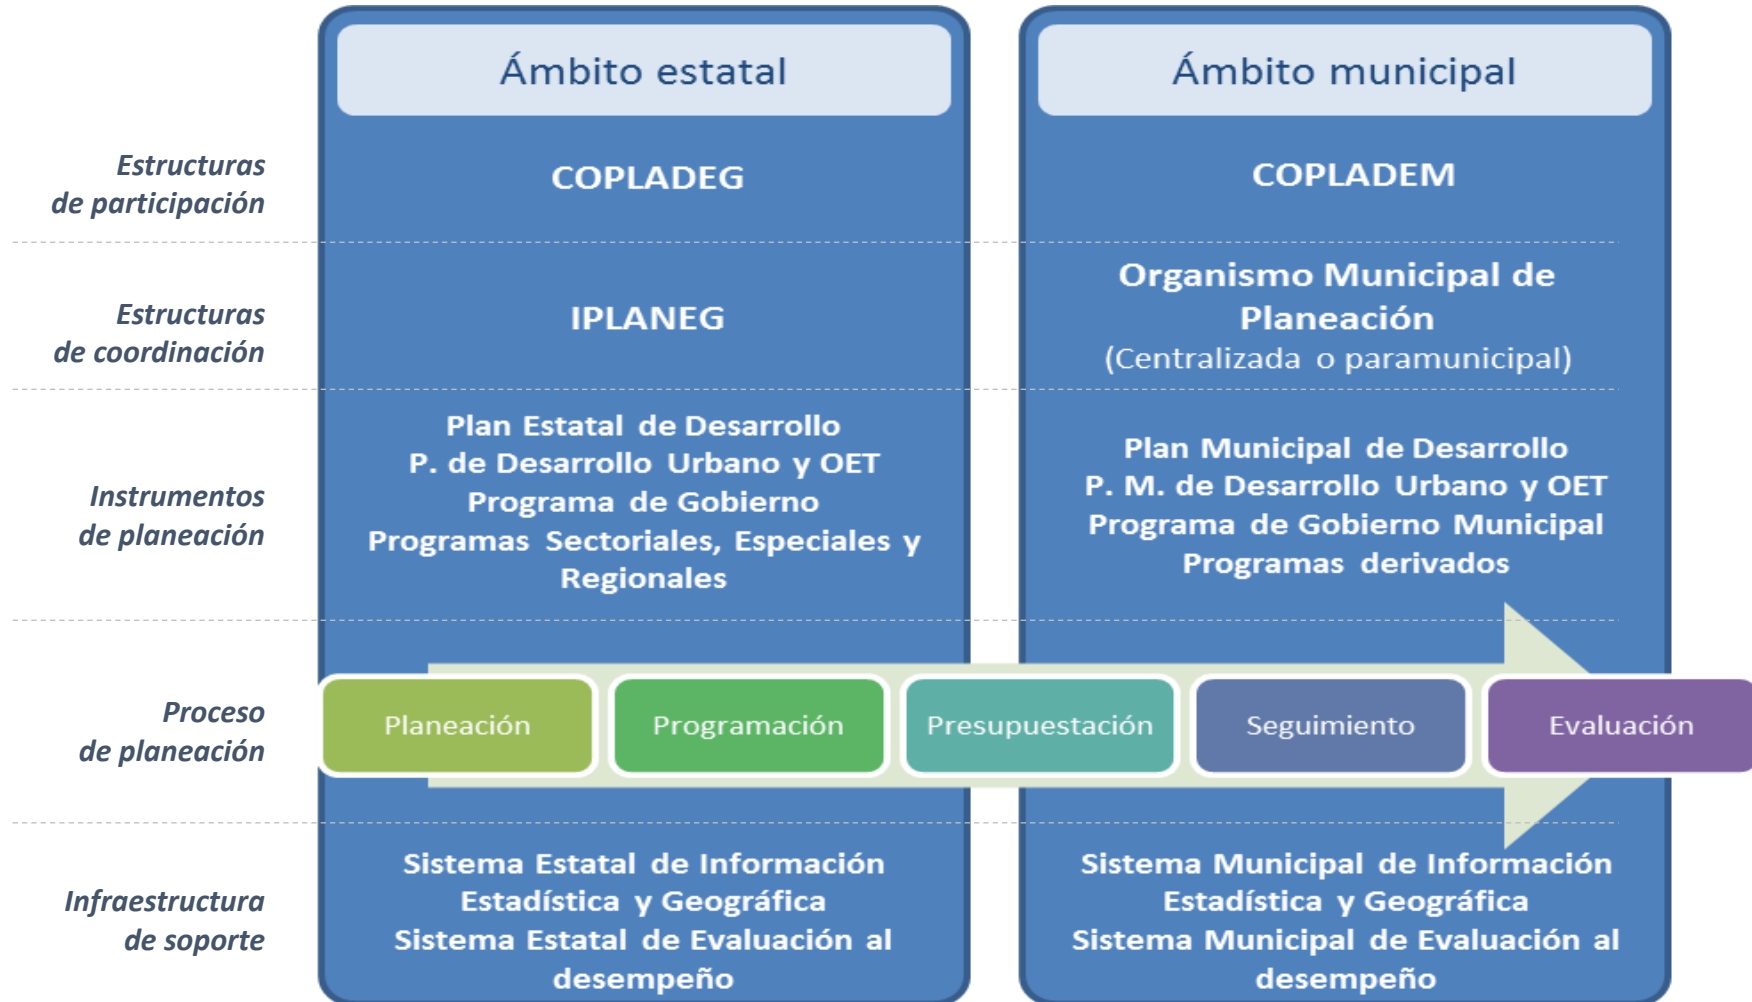 Ámbito estatal
Ámbito municipal
Estructuras
de participación
COPLADEG
COPLADEM
Estructuras
de coordinación
IPLANEG
Organismo Municipal de
Planeación
(Centralizada o paramunicipal)
Instrumentos
de planeación
Plan Estatal de Desarrollo
P. de Desarrollo Urbano y OET
Programa de Gobierno
Programas Sectoriales, Especiales y
Regionales
Plan Municipal de Desarrollo
P. M. de Desarrollo Urbano y OET
Programa de Gobierno Municipal
Programas derivados
Proceso
de planeación
Planeación
Programación
Presupuestación
Seguimiento
Evaluación
Infraestructura
de soporte
Sistema Estatal de Información
Estadística y Geográfica
Sistema Estatal de Evaluación al
desempeño
Sistema Municipal de Información
Estadística y Geográfica
Sistema Municipal de Evaluación al
desempeño